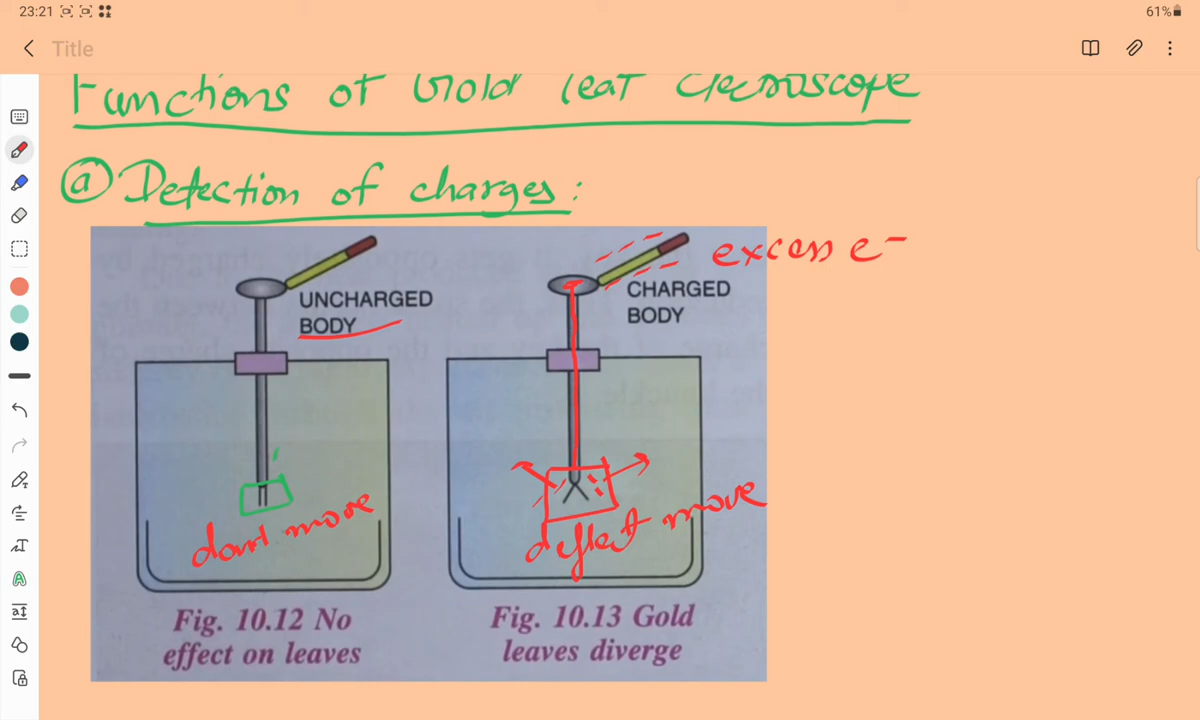 23:21
61%
Title
Functions of Gold leaf electroscope
(a) Detection of charges :
excess e-
UNCHARGED
BODY
CHARGED
BODY
dont move
deflect move
Fig. 10.12 No
effect on leaves
Fig. 10.13 Gold
leaves diverge